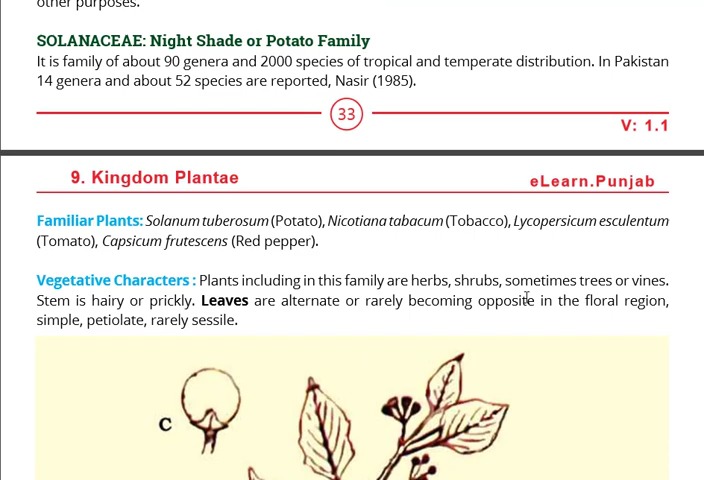 other purposes.
SOLANACEAE: Night Shade or Potato Family
It is family of about 90 genera and 2000 species of tropical and temperate distribution. In Pakistan
14 genera and about 52 species are reported, Nasir (1985).
33
V: 1.1
9. Kingdom Plantae
eLearn.Punjab
Familiar Plants: Solanum tuberosum (Potato), Nicotiana tabacum (Tobacco), Lycopersicum esculentum
(Tomato), Capsicum frutescens (Red pepper).
Vegetative Characters : Plants including in this family are herbs, shrubs, sometimes trees or vines.
Stem is hairy or prickly. Leaves are alternate or rarely becoming opposite in the floral region,
simple, petiolate, rarely sessile.
C